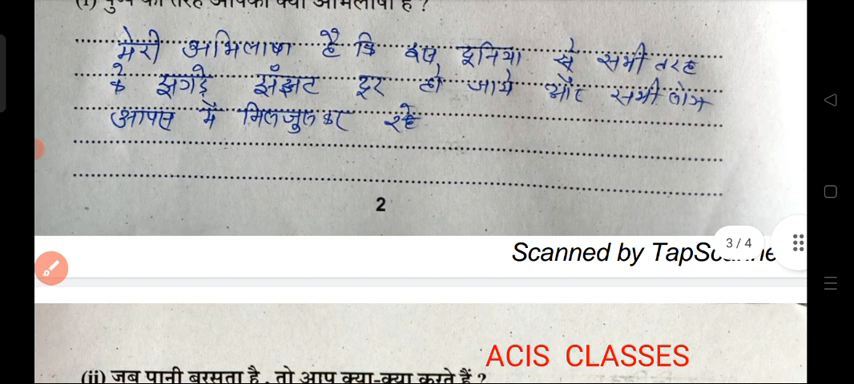 (i) पुष्प की तरह आपकी क्या अभिलाषा है ?
मेरी अभिलाषा है कि इस दुनिया से सभी तरह
के झगड़े झंझट दूर हो जाये और सभी लोग
आपस में मिलजुल कर रहे
2
3 / 4
Scanned by TapSc
ACIS CLASSES
(ii) जब पानी बरसता है , तो आप क्या-क्या करते हैं ?